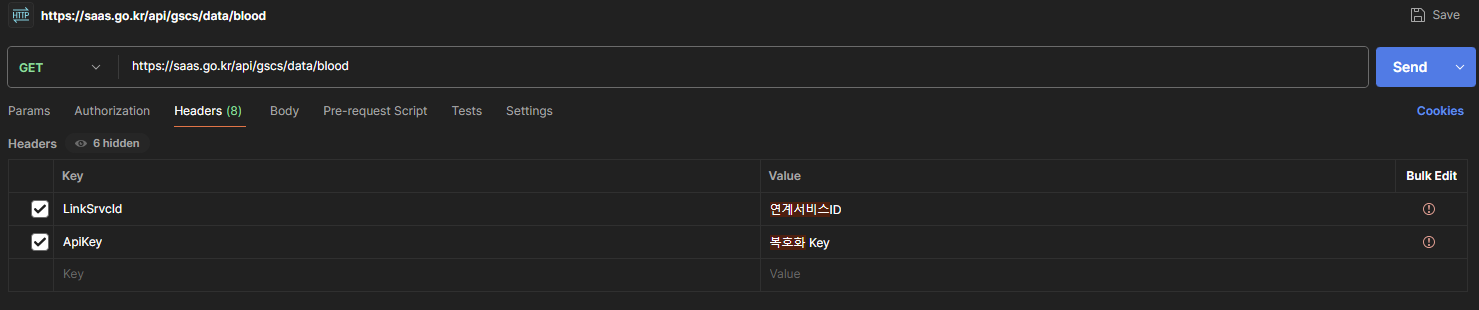 HTTP https://saas.go.kr/api/gscs/data/blood Save
GET https://saas.go.kr/api/gscs/data/blood Send
Params Authorization Headers (8) Body Pre-request Script Tests Settings Cookies
Headers 6 hidden
Key Value Bulk Edit
LinkSrvcId 연계서비스ID
ApiKey 복호화 Key
Key Value